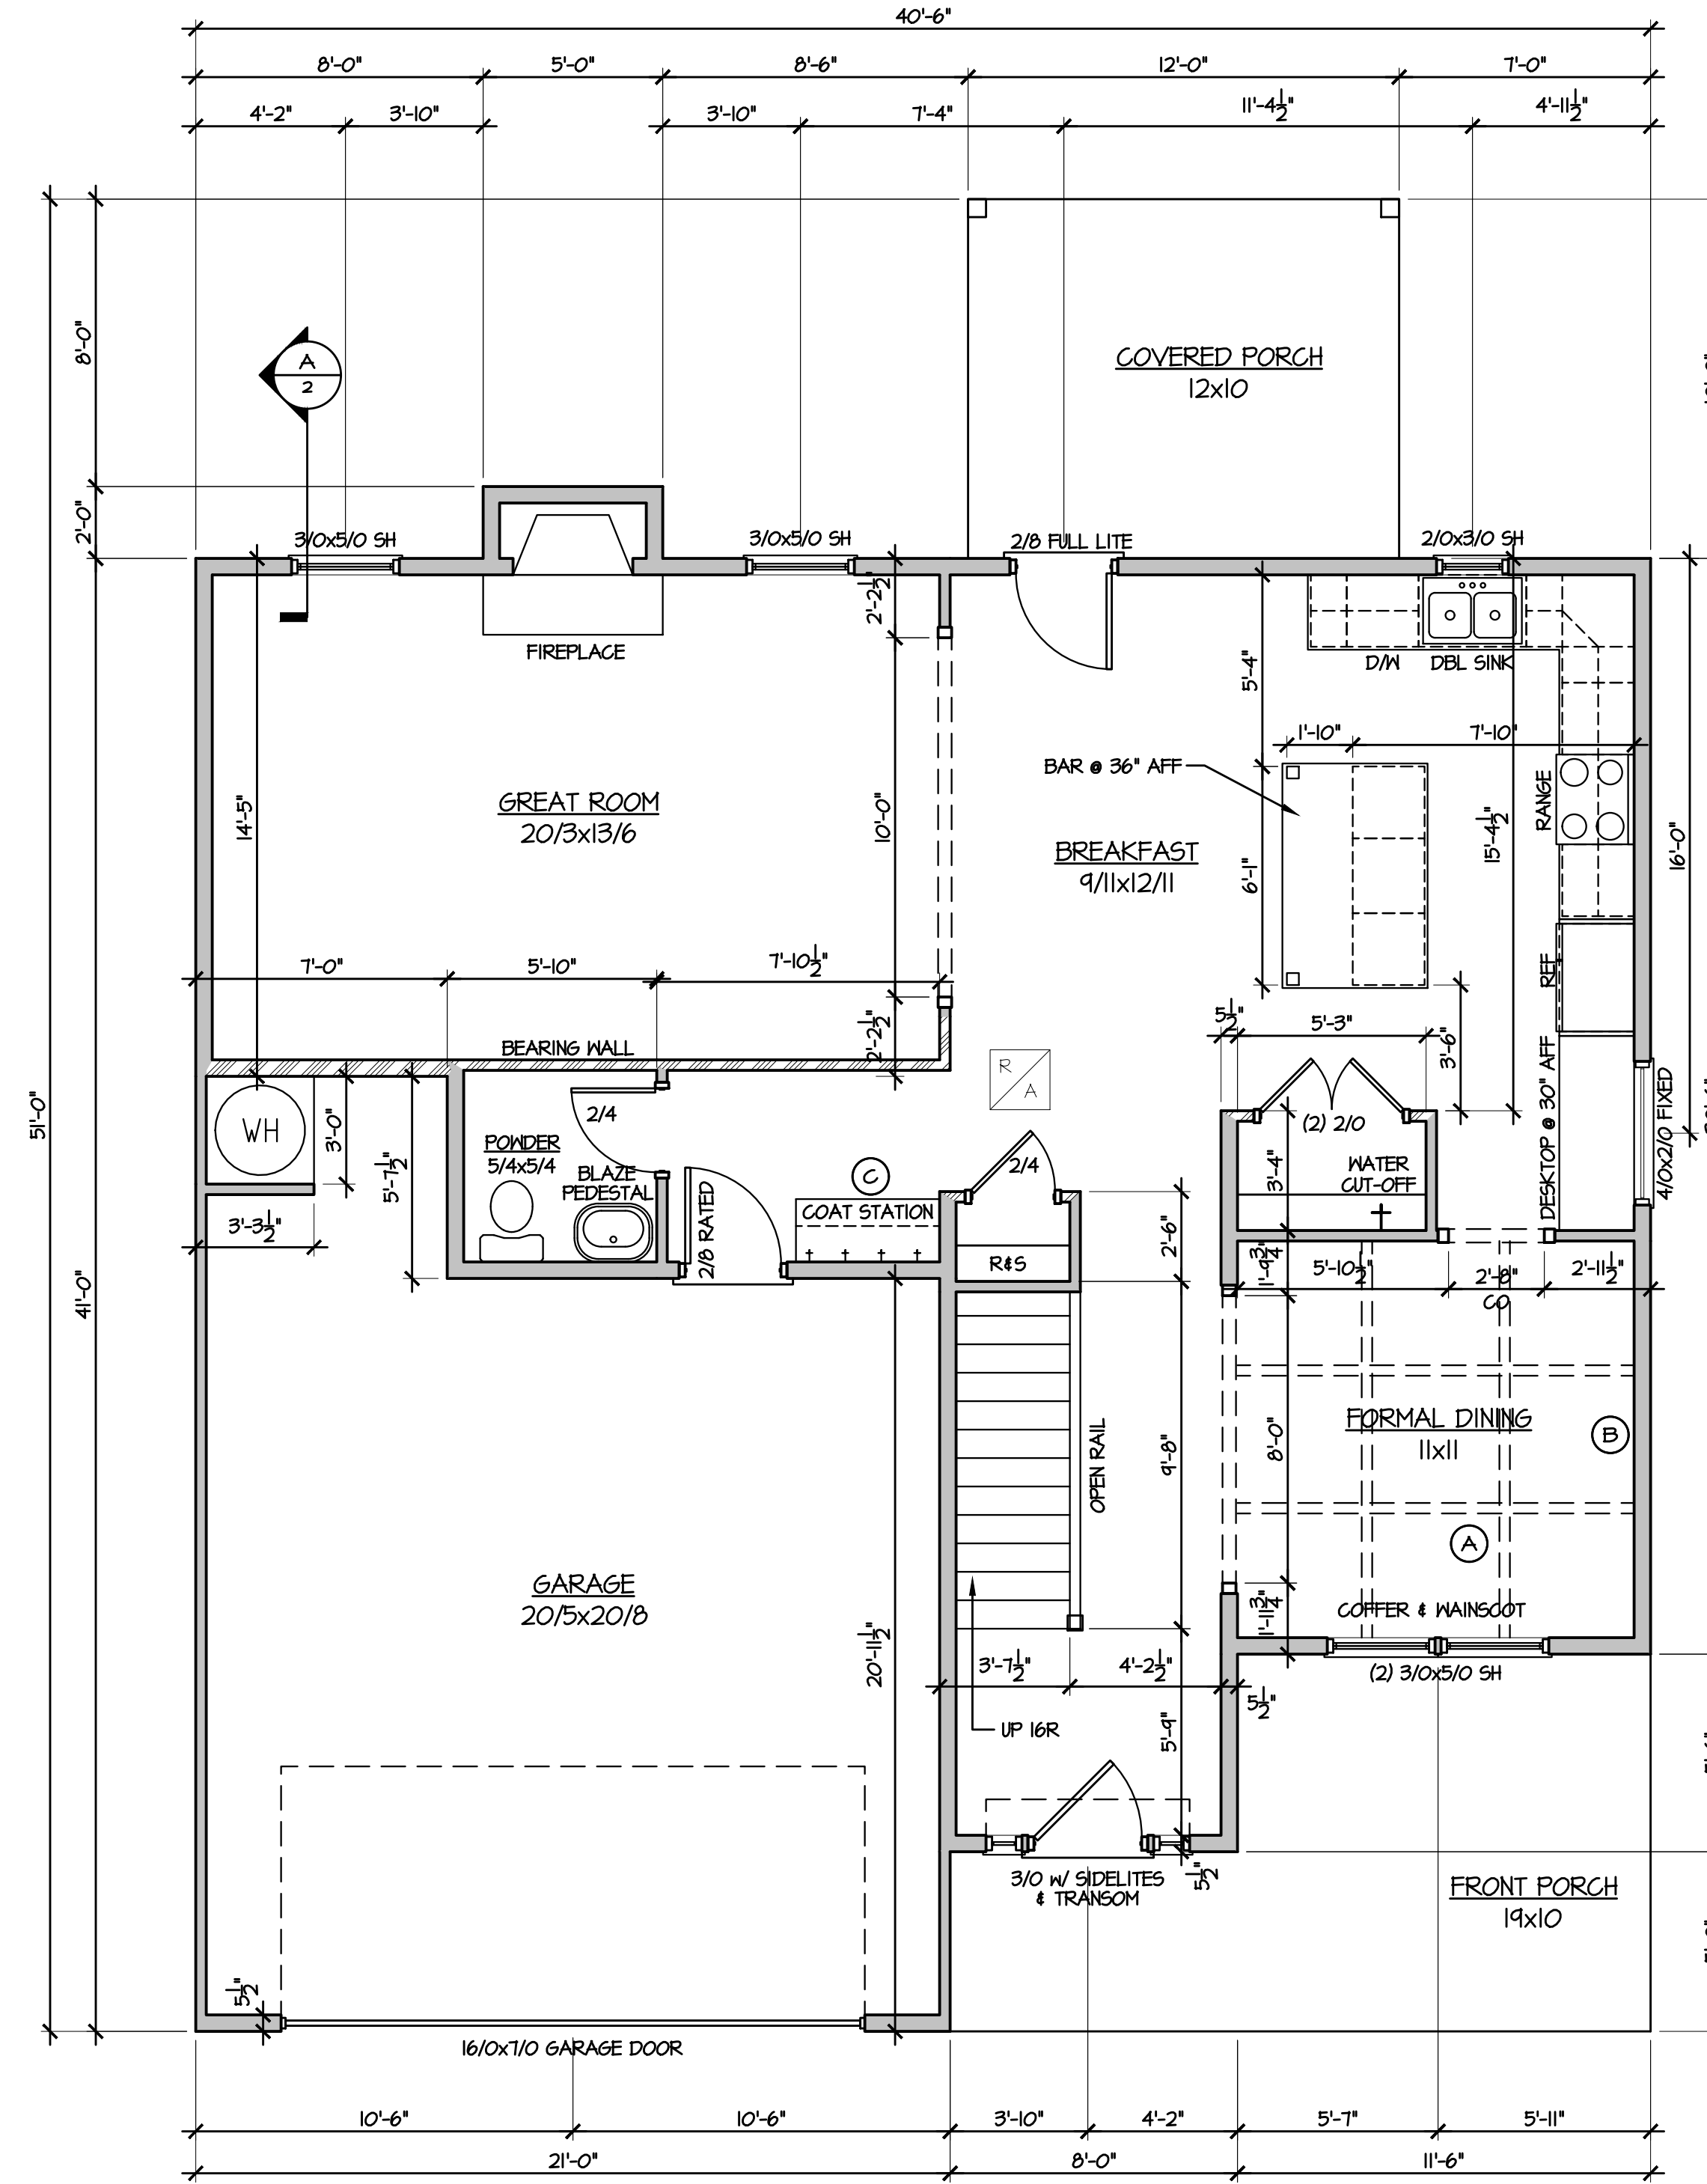 40'-6"
8'-0" 5'-0" 8'-6" 12'-0" 7'-0"
4'-2" 3'-10" 3'-10" 7'-4" 11'-4½" 4'-11½"
8'-0"
2'-0"
51'-0"
41'-0"
A
2
COVERED PORCH
12x10
3/0x5/0 SH
3/0x5/0 SH
2/8 FULL LITE
2/0x3/0 SH
FIREPLACE
2'-2½"
D/W DBL SINK
5'-4"
1'-10" 7'-10"
BAR @ 36" AFF
RANGE
GREAT ROOM
20/3x13/6
14'-5"
10'-0"
BREAKFAST
9/11x12/11
6'-1"
15'-4½"
16'-0"
7'-0" 5'-10" 7'-10½"
REF
2'-2½"
5½" 5'-3"
3'-6"
BEARING WALL
R
A
WH
3'-0"
5'-7½"
3'-3½"
2/4
POWDER
5/4x5/4
BLAZE
PEDESTAL
2/8 RATED
C
COAT STATION
2/4
R&S
2'-6"
(2) 2/0
WATER
CUT-OFF
3'-4"
DESKTOP @ 30" AFF
4/0x2/0 FIXED
1'-9¾"
5'-10½" 2'-8" 2'-11½"
CO
FORMAL DINING
11x11
B
A
8'-0"
9'-8"
OPEN RAIL
COFFER & WAINSCOT
1'-11¾"
(2) 3/0x5/0 SH
GARAGE
20/5x20/8
20'-11½"
3'-7½" 4'-2½"
5½"
UP 16R
5'-9"
3/0 W/ SIDELITES
& TRANSOM
5½"
FRONT PORCH
19x10
5½"
16/0x7/0 GARAGE DOOR
10'-6" 10'-6" 3'-10" 4'-2" 5'-7" 5'-11"
21'-0" 8'-0" 11'-6"